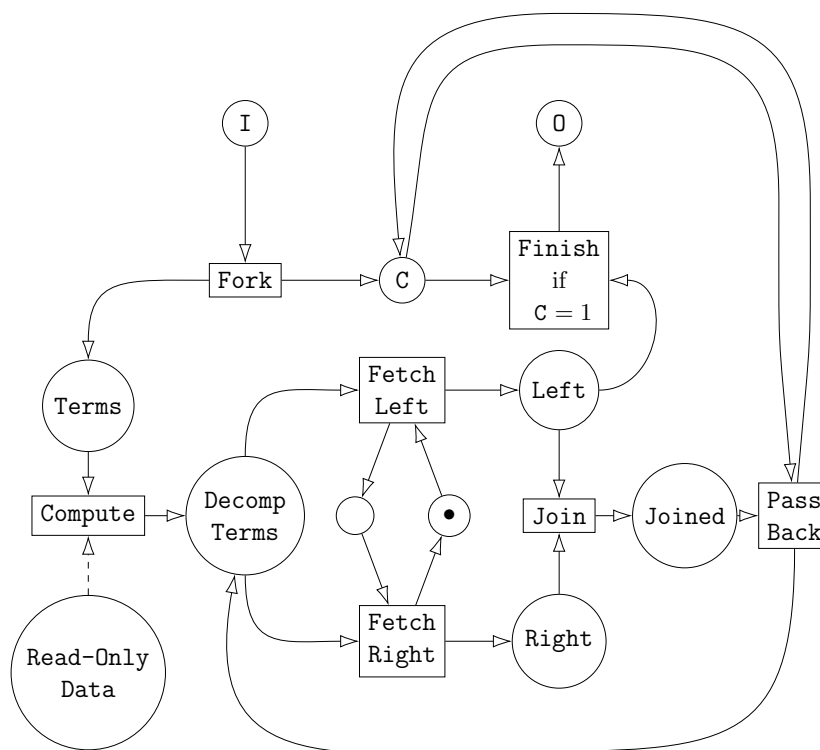 I
O
Finish
if
C = 1
Fork
C
Fetch
Left
Left
Terms
Decomp
Terms
Compute
Join
Joined
Pass
Back
Fetch
Right
Right
Read-Only
Data